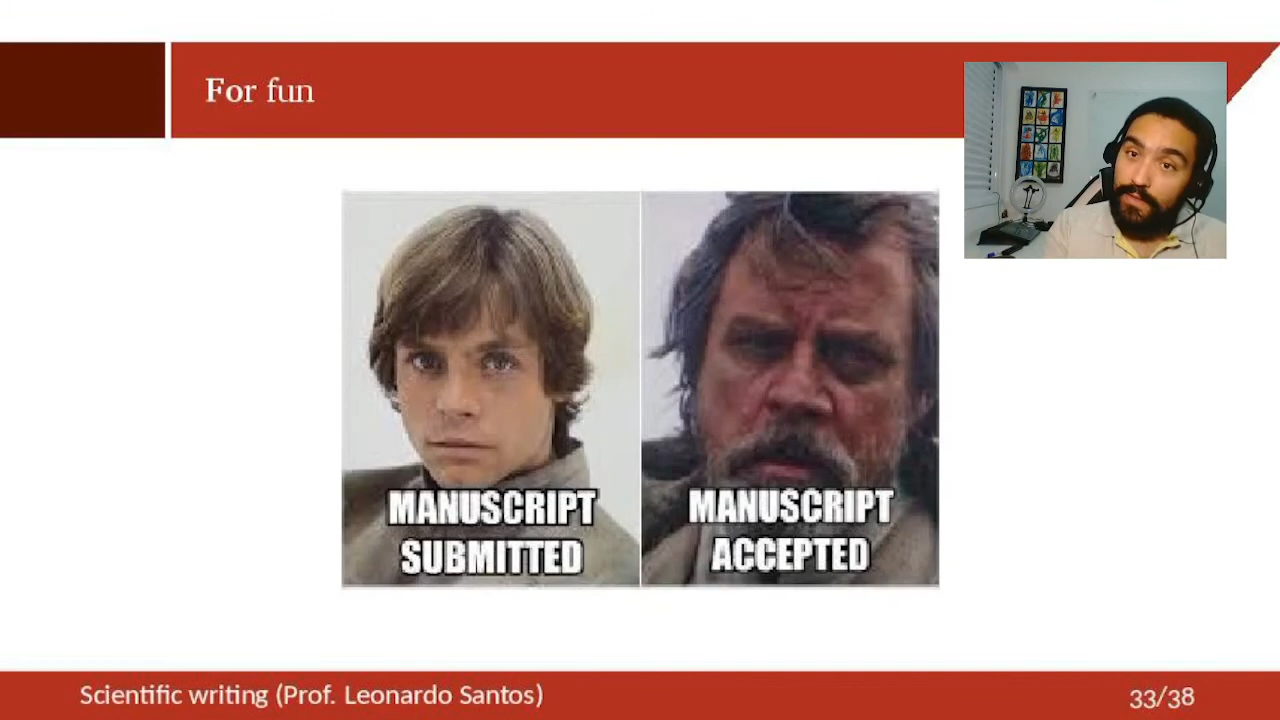 For fun
MANUSCRIPT
SUBMITTED
MANUSCRIPT
ACCEPTED
Scientific writing (Prof. Leonardo Santos)
33/38